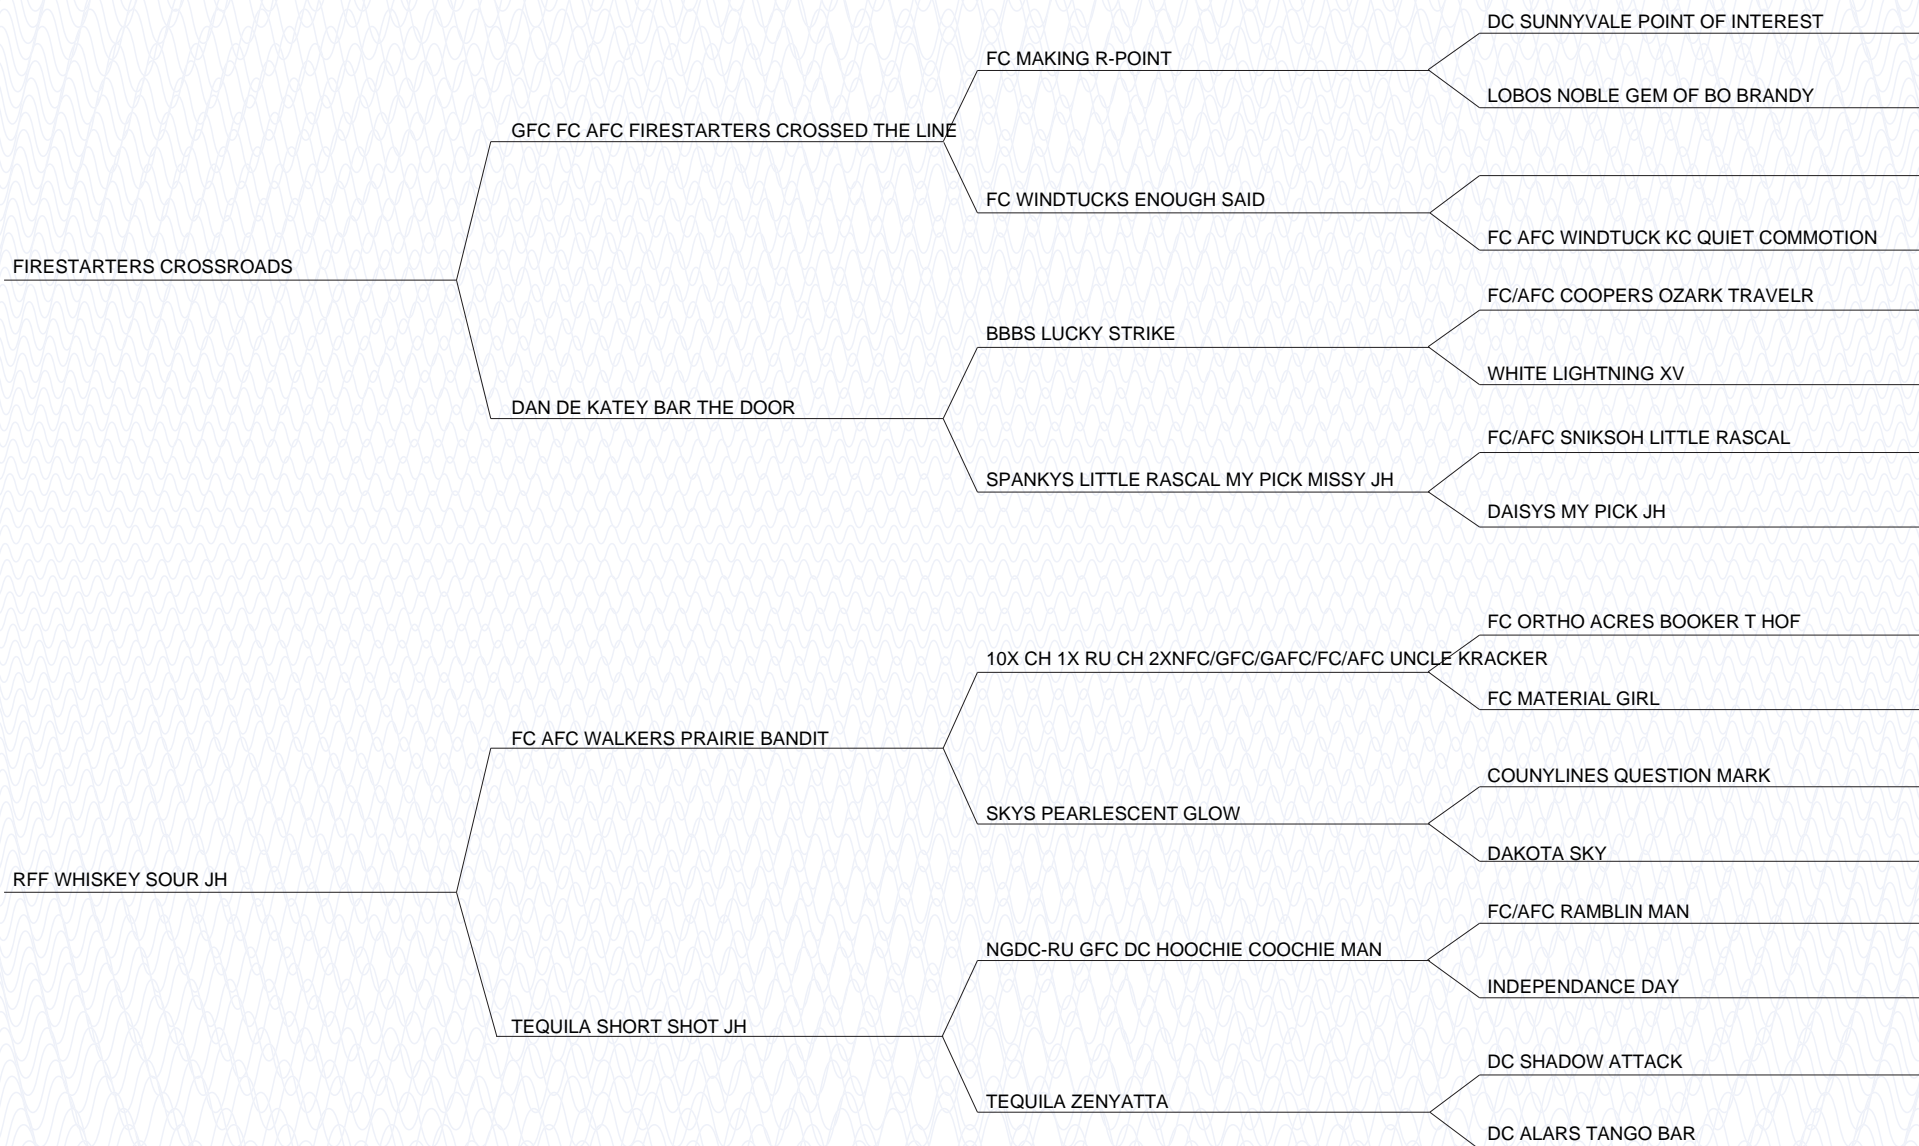 DC SUNNYVALE POINT OF INTEREST
FC MAKING R-POINT
LOBOS NOBLE GEM OF BO BRANDY
GFC FC AFC FIRESTARTERS CROSSED THE LINE
FC WINDTUCKS ENOUGH SAID
FC AFC WINDTUCK KC QUIET COMMOTION
FIRESTARTERS CROSSROADS
FC/AFC COOPERS OZARK TRAVELR
BBBS LUCKY STRIKE
WHITE LIGHTNING XV
DAN DE KATEY BAR THE DOOR
FC/AFC SNIKSOH LITTLE RASCAL
SPANKYS LITTLE RASCAL MY PICK MISSY JH
DAISYS MY PICK JH
FC ORTHO ACRES BOOKER T HOF
10X CH 1X RU CH 2XNFC/GFC/GAFC/FC/AFC UNCLE KRACKER
FC MATERIAL GIRL
FC AFC WALKERS PRAIRIE BANDIT
COUNYLINES QUESTION MARK
SKYS PEARLESCENT GLOW
DAKOTA SKY
RFF WHISKEY SOUR JH
FC/AFC RAMBLIN MAN
NGDC-RU GFC DC HOOCHIE COOCHIE MAN
INDEPENDANCE DAY
TEQUILA SHORT SHOT JH
DC SHADOW ATTACK
TEQUILA ZENYATTA
DC ALARS TANGO BAR